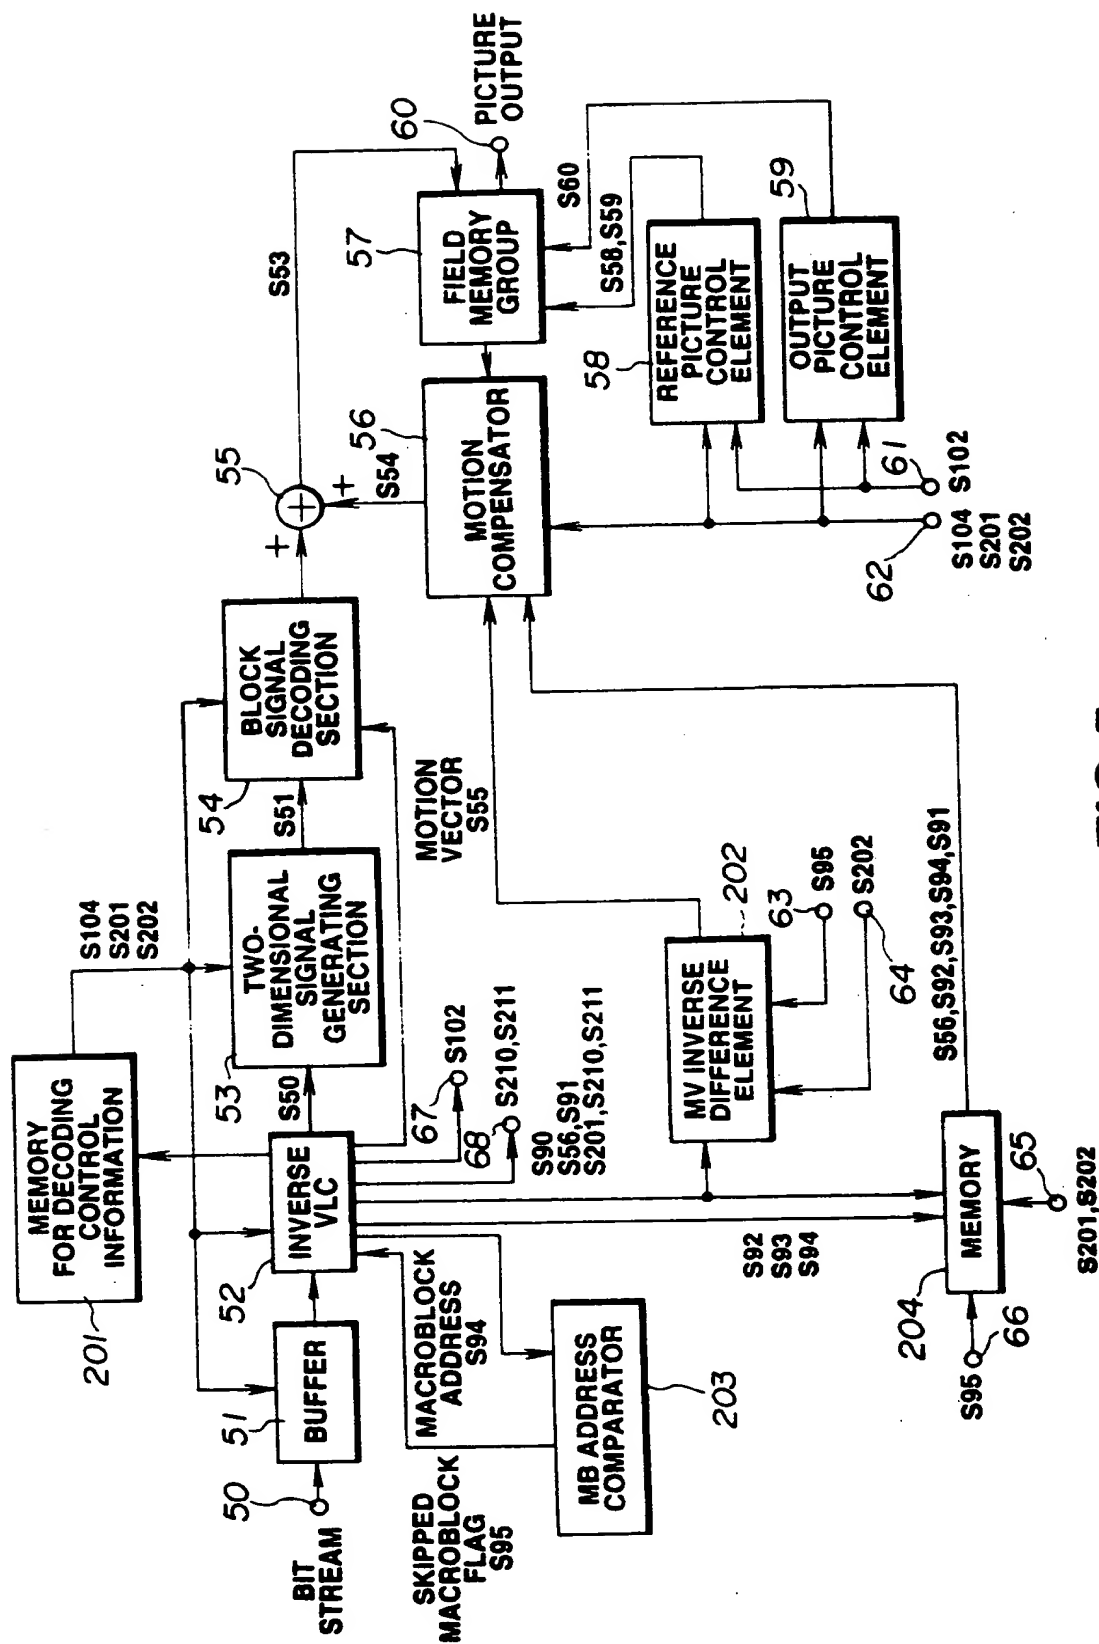 MEMORY
FOR DECODING
CONTROL
INFORMATION
201
S104
S201
S202
BIT
STREAM
50
51
BUFFER
52
INVERSE
VLC
S50
53
TWO-
DIMENSIONAL
SIGNAL
GENERATING
SECTION
S51
54
BLOCK
SIGNAL
DECODING
SECTION
+
55
+
+
S53
S54
56
MOTION
COMPENSATOR
57
FIELD
MEMORY
GROUP
60
PICTURE
OUTPUT
S60
S58,S59
58
REFERENCE
PICTURE
CONTROL
ELEMENT
59
OUTPUT
PICTURE
CONTROL
ELEMENT
61
S102
62
S104
S201
S202
67
S102
68
S210,S211
S90
S56,S91
S201,S210,S211
MOTION
VECTOR
S55
SKIPPED
MACROBLOCK
FLAG
S95
MACROBLOCK
ADDRESS
S94
MB ADDRESS
COMPARATOR
203
S92
S93
S94
MV INVERSE
DIFFERENCE
ELEMENT
202
63
S95
64
S202
204
MEMORY
S95
66
65
S201,S202
S56,S92,S93,S94,S91